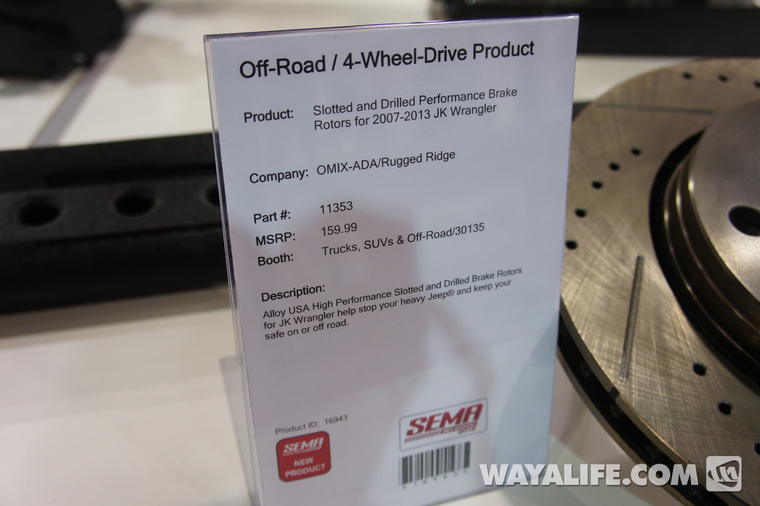 Off-Road / 4-Wheel-Drive Product
Product: Slotted and Drilled Performance Brake
Rotors for 2007-2013 JK Wrangler
Company: OMIX-ADA/Rugged Ridge
Part #: 11353
MSRP: 159.99
Booth: Trucks, SUVs & Off-Road/30135
Description:
Alloy USA High Performance Slotted and Drilled Brake Rotors
for JK Wrangler help stop your heavy Jeep® and keep your
safe on or off road.
Product ID: 16943
SEMA
NEW
PRODUCT
SEMA
WAYALIFE.COM